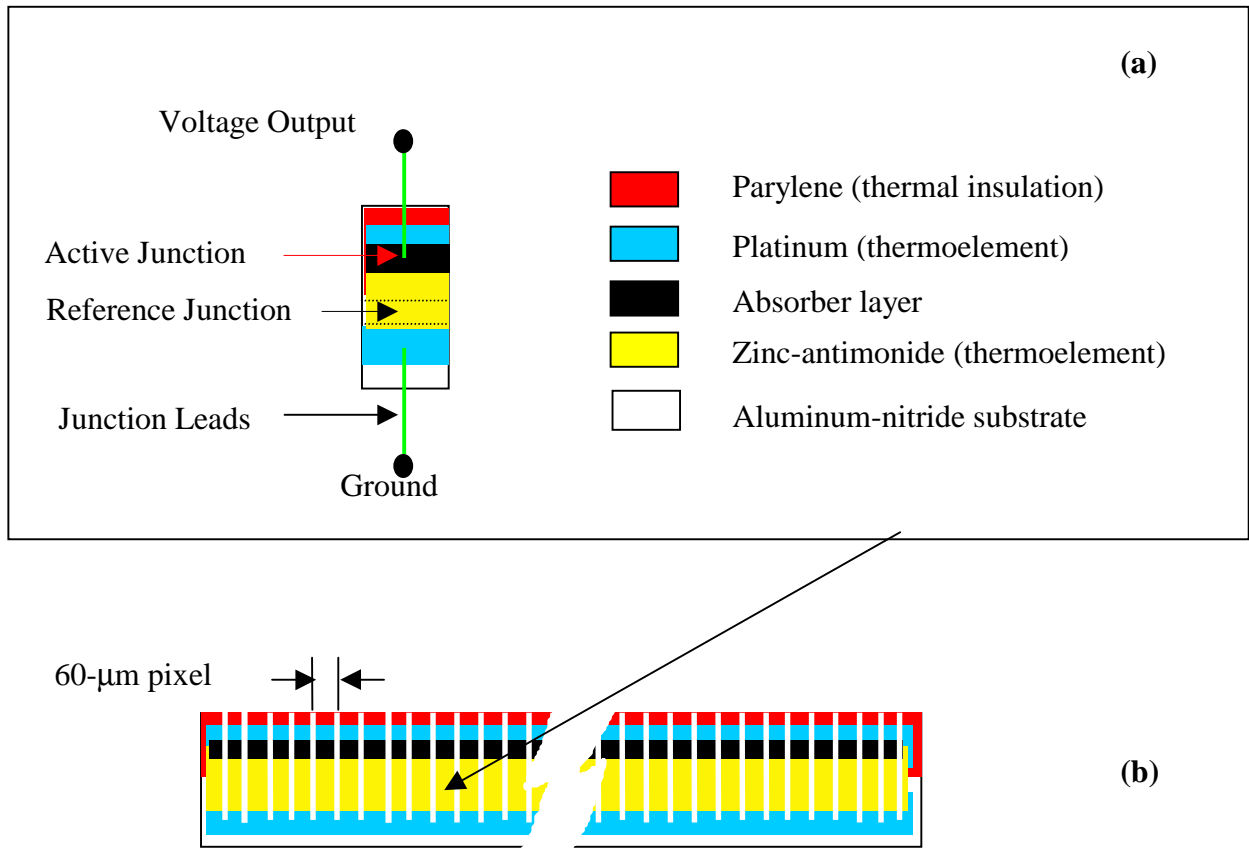 (a)
Voltage Output
Parylene (thermal insulation)
Active Junction
Platinum (thermoelement)
Reference Junction
Absorber layer
Zinc-antimonide (thermoelement)
Junction Leads
Aluminum-nitride substrate
Ground
60-μm pixel
(b)